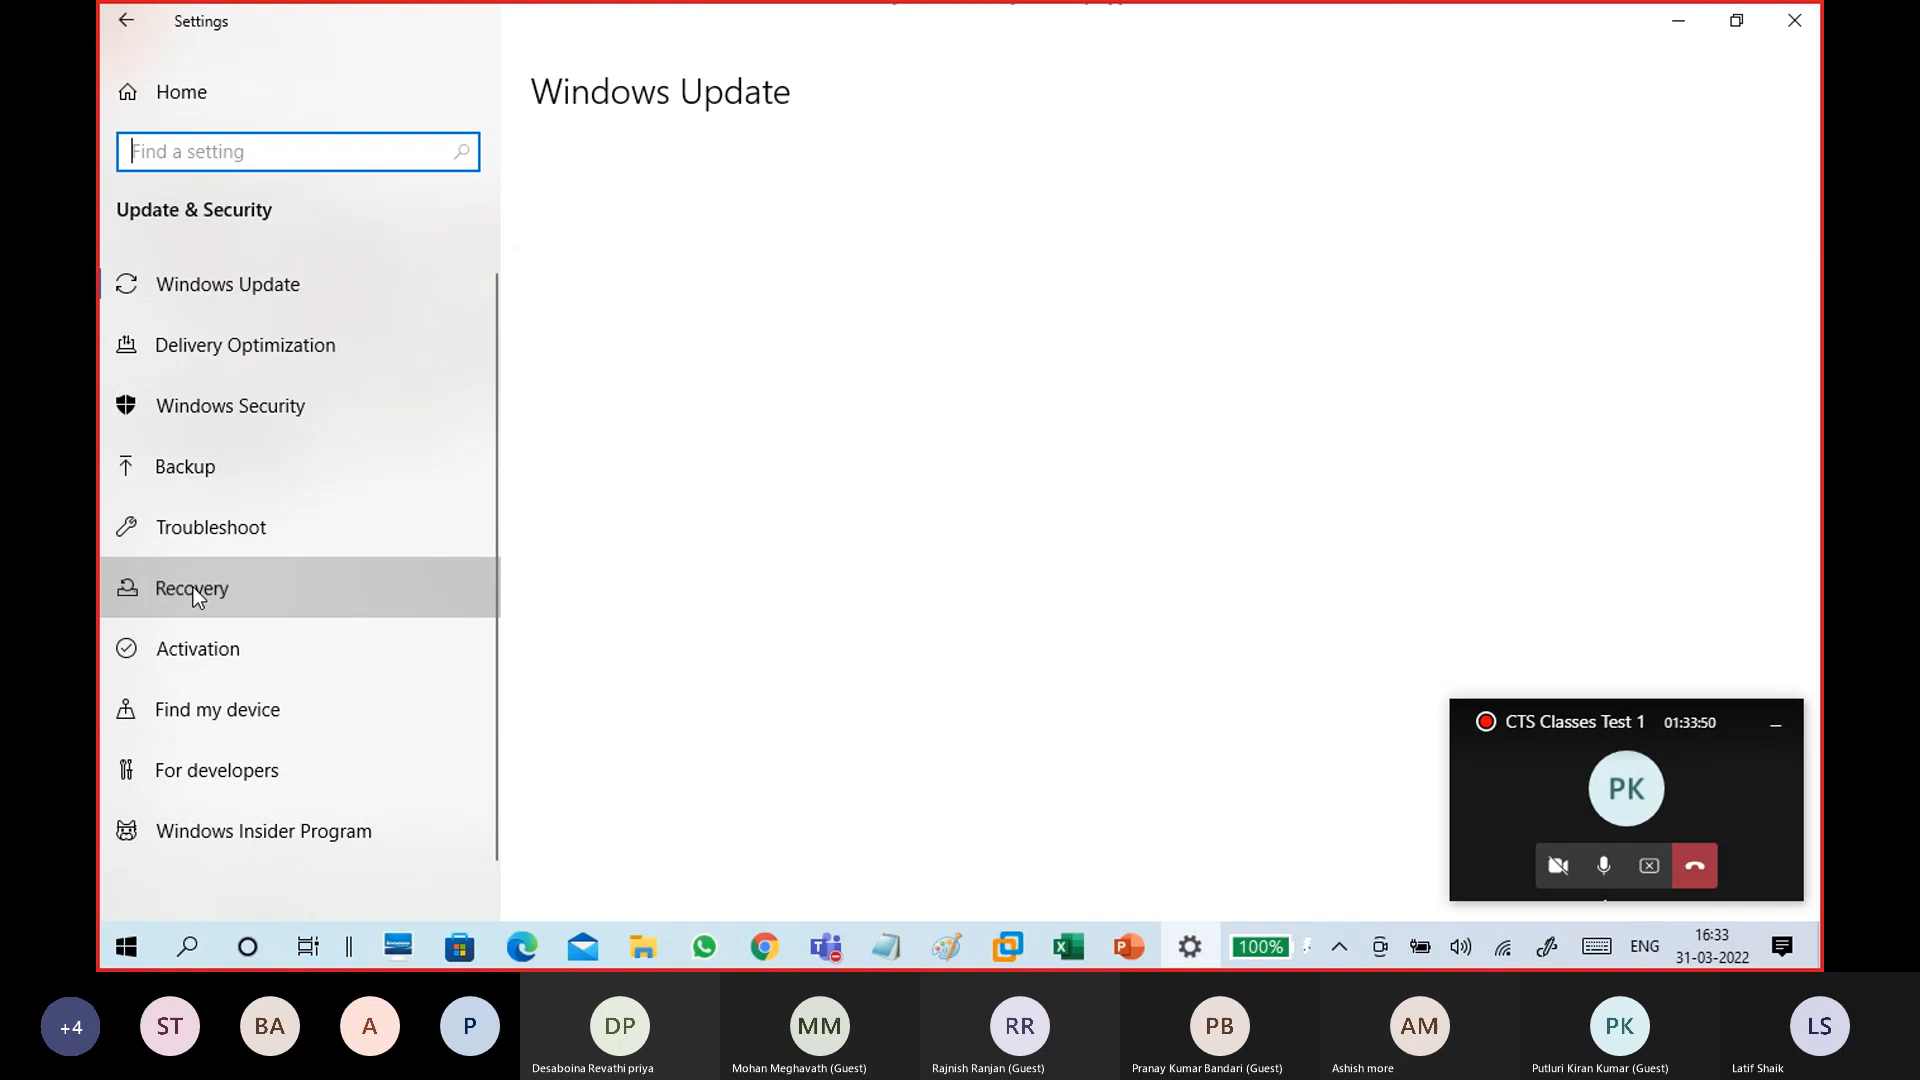 Settings
Home
Find a setting
Update & Security
Windows Update
Delivery Optimization
Windows Security
Backup
Troubleshoot
Recovery
Activation
Find my device
For developers
Windows Insider Program
Windows Update
CTS Classes Test 1 01:33:50
PK
100%
ENG
16:33
31-03-2022
+4
ST
BA
A
P
DP
Desaboina Revathi priya
MM
Mohan Meghavath (Guest)
RR
Rajnish Ranjan (Guest)
PB
Pranay Kumar Bandari (Guest)
AM
Ashish more
PK
Putluri Kiran Kumar (Guest)
LS
Latif Shaik